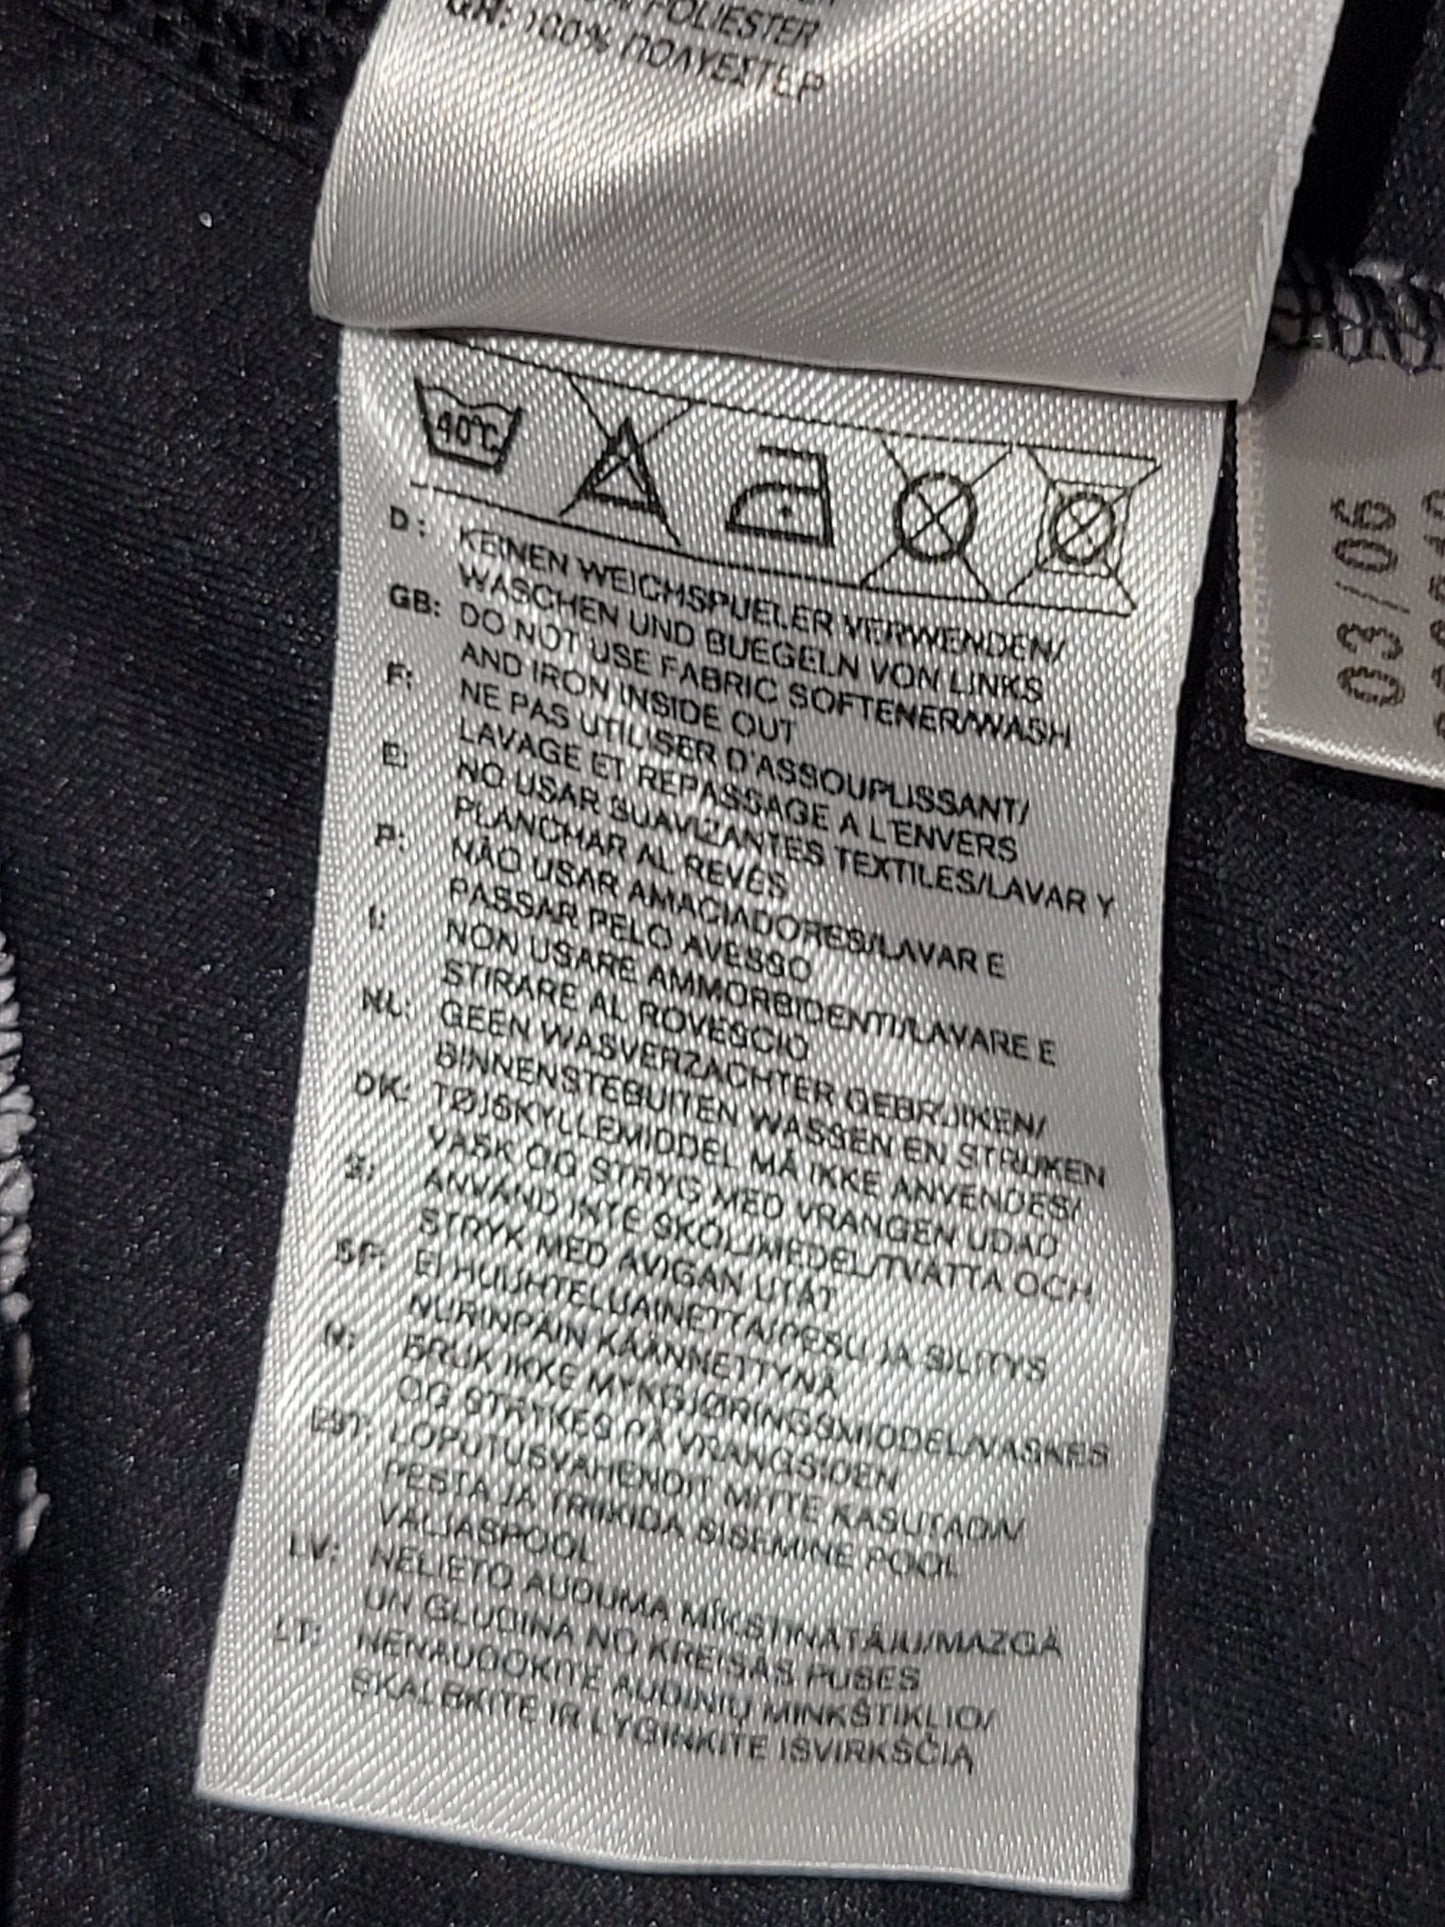 POLIESTER
GR: 100% ΠΟΛΥΕΣΤΕΡ
40°C
D: KEINEN WEICHSPUELER VERWENDEN/
WASCHEN UND BUEGELN VON LINKS
GB: DO NOT USE FABRIC SOFTENER/WASH
AND IRON INSIDE OUT
F: NE PAS UTILISER D'ASSOUPLISSANT/
LAVAGE ET REPASSAGE A L'ENVERS
E: NO USAR SUAVIZANTES TEXTILES/LAVAR Y
PLANCHAR AL REVES
P: NÃO USAR AMACIADORES/LAVAR E
PASSAR PELO AVESSO
I: NON USARE AMMORBIDENTI/LAVARE E
STIRARE AL ROVESCIO
NL: GEEN WASVERZACHTER GEBRUIKEN/
BINNENSTEBUITEN WASSEN EN STRIJKEN
DK: TØJSKYLLEMIDDEL MÅ IKKE ANVENDES/
VASK OG STRYG MED VRANGEN UDAD
S: ANVÄND INTE SKÖLJMEDEL/TVÄTTA OCH
STRYK MED AVIGAN UTÅT
SF: EI HUUHTELUAINETTA/PESU JA SILITYS
NURINPÄIN KÄÄNNETTYNÄ
N: BRUK IKKE MYKGJØRINGSMIDDEL/VASKES
OG STRYKES PÅ VRANGSIDEN
EST: LOPUTUSVAHENDIT MITTE KASUTADA/
PESTA JA TRIIKIDA SISEMINE POOL
VÄLJASPOOL
LV: NELIETO AUDUMA MĪKSTINĀTĀJU/MAZGĀ
UN GLUDINA NO KREISĀS PUSES
LT: NENAUDOKITE AUDINIŲ MINKŠTIKLIO/
SKALBKITE IR LYGINKITE IŠVIRKŠČIĄ
03/06